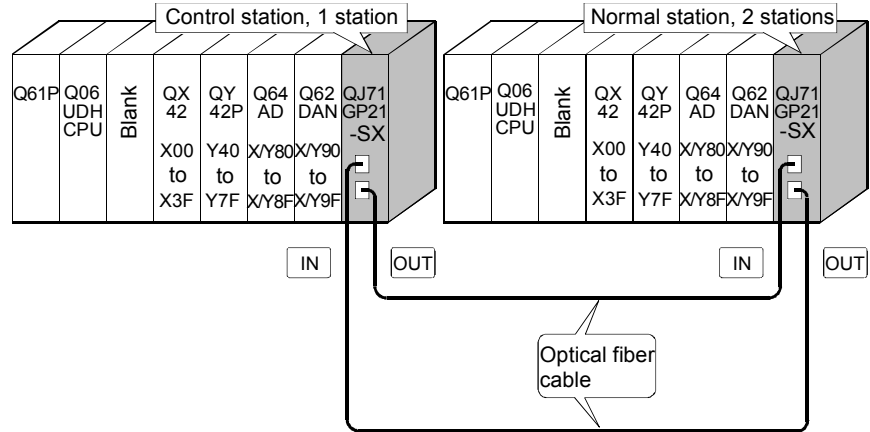 Control station, 1 station
Normal station, 2 stations
Q61P
Q06
UDH
CPU
Blank
QX
42
X00
to
X3F
QY
42P
Y40
to
Y7F
Q64
AD
X/Y80
to
X/Y8F
Q62
DAN
X/Y90
to
X/Y9F
QJ71
GP21
-SX
Q61P
Q06
UDH
CPU
Blank
QX
42
X00
to
X3F
QY
42P
Y40
to
Y7F
Q64
AD
X/Y80
to
X/Y8F
Q62
DAN
X/Y90
to
X/Y9F
QJ71
GP21
-SX
IN
OUT
IN
OUT
Optical fiber
cable